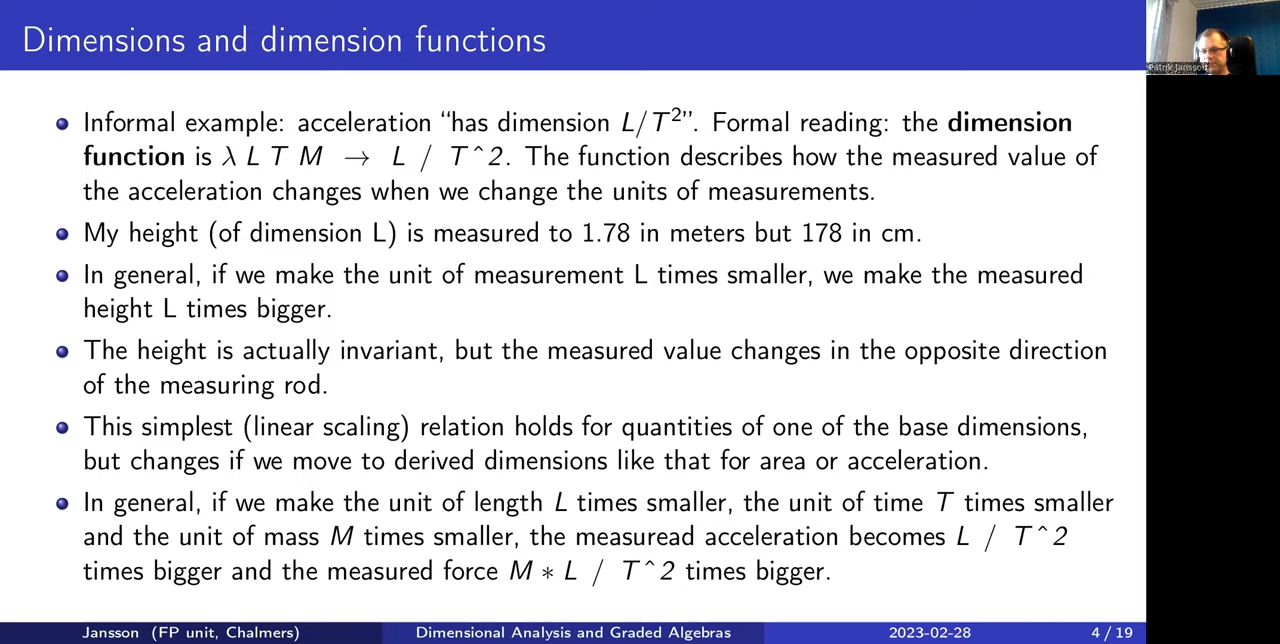 Dimensions and dimension functions
Patrik Jansson
Informal example: acceleration “has dimension L/T²”. Formal reading: the dimension
function is λ L T M → L / T^2. The function describes how the measured value of
the acceleration changes when we change the units of measurements.
My height (of dimension L) is measured to 1.78 in meters but 178 in cm.
In general, if we make the unit of measurement L times smaller, we make the measured
height L times bigger.
The height is actually invariant, but the measured value changes in the opposite direction
of the measuring rod.
This simplest (linear scaling) relation holds for quantities of one of the base dimensions,
but changes if we move to derived dimensions like that for area or acceleration.
In general, if we make the unit of length L times smaller, the unit of time T times smaller
and the unit of mass M times smaller, the measuread acceleration becomes L / T^2
times bigger and the measured force M * L / T^2 times bigger.
Jansson (FP unit, Chalmers) Dimensional Analysis and Graded Algebras 2023-02-28 4 / 19